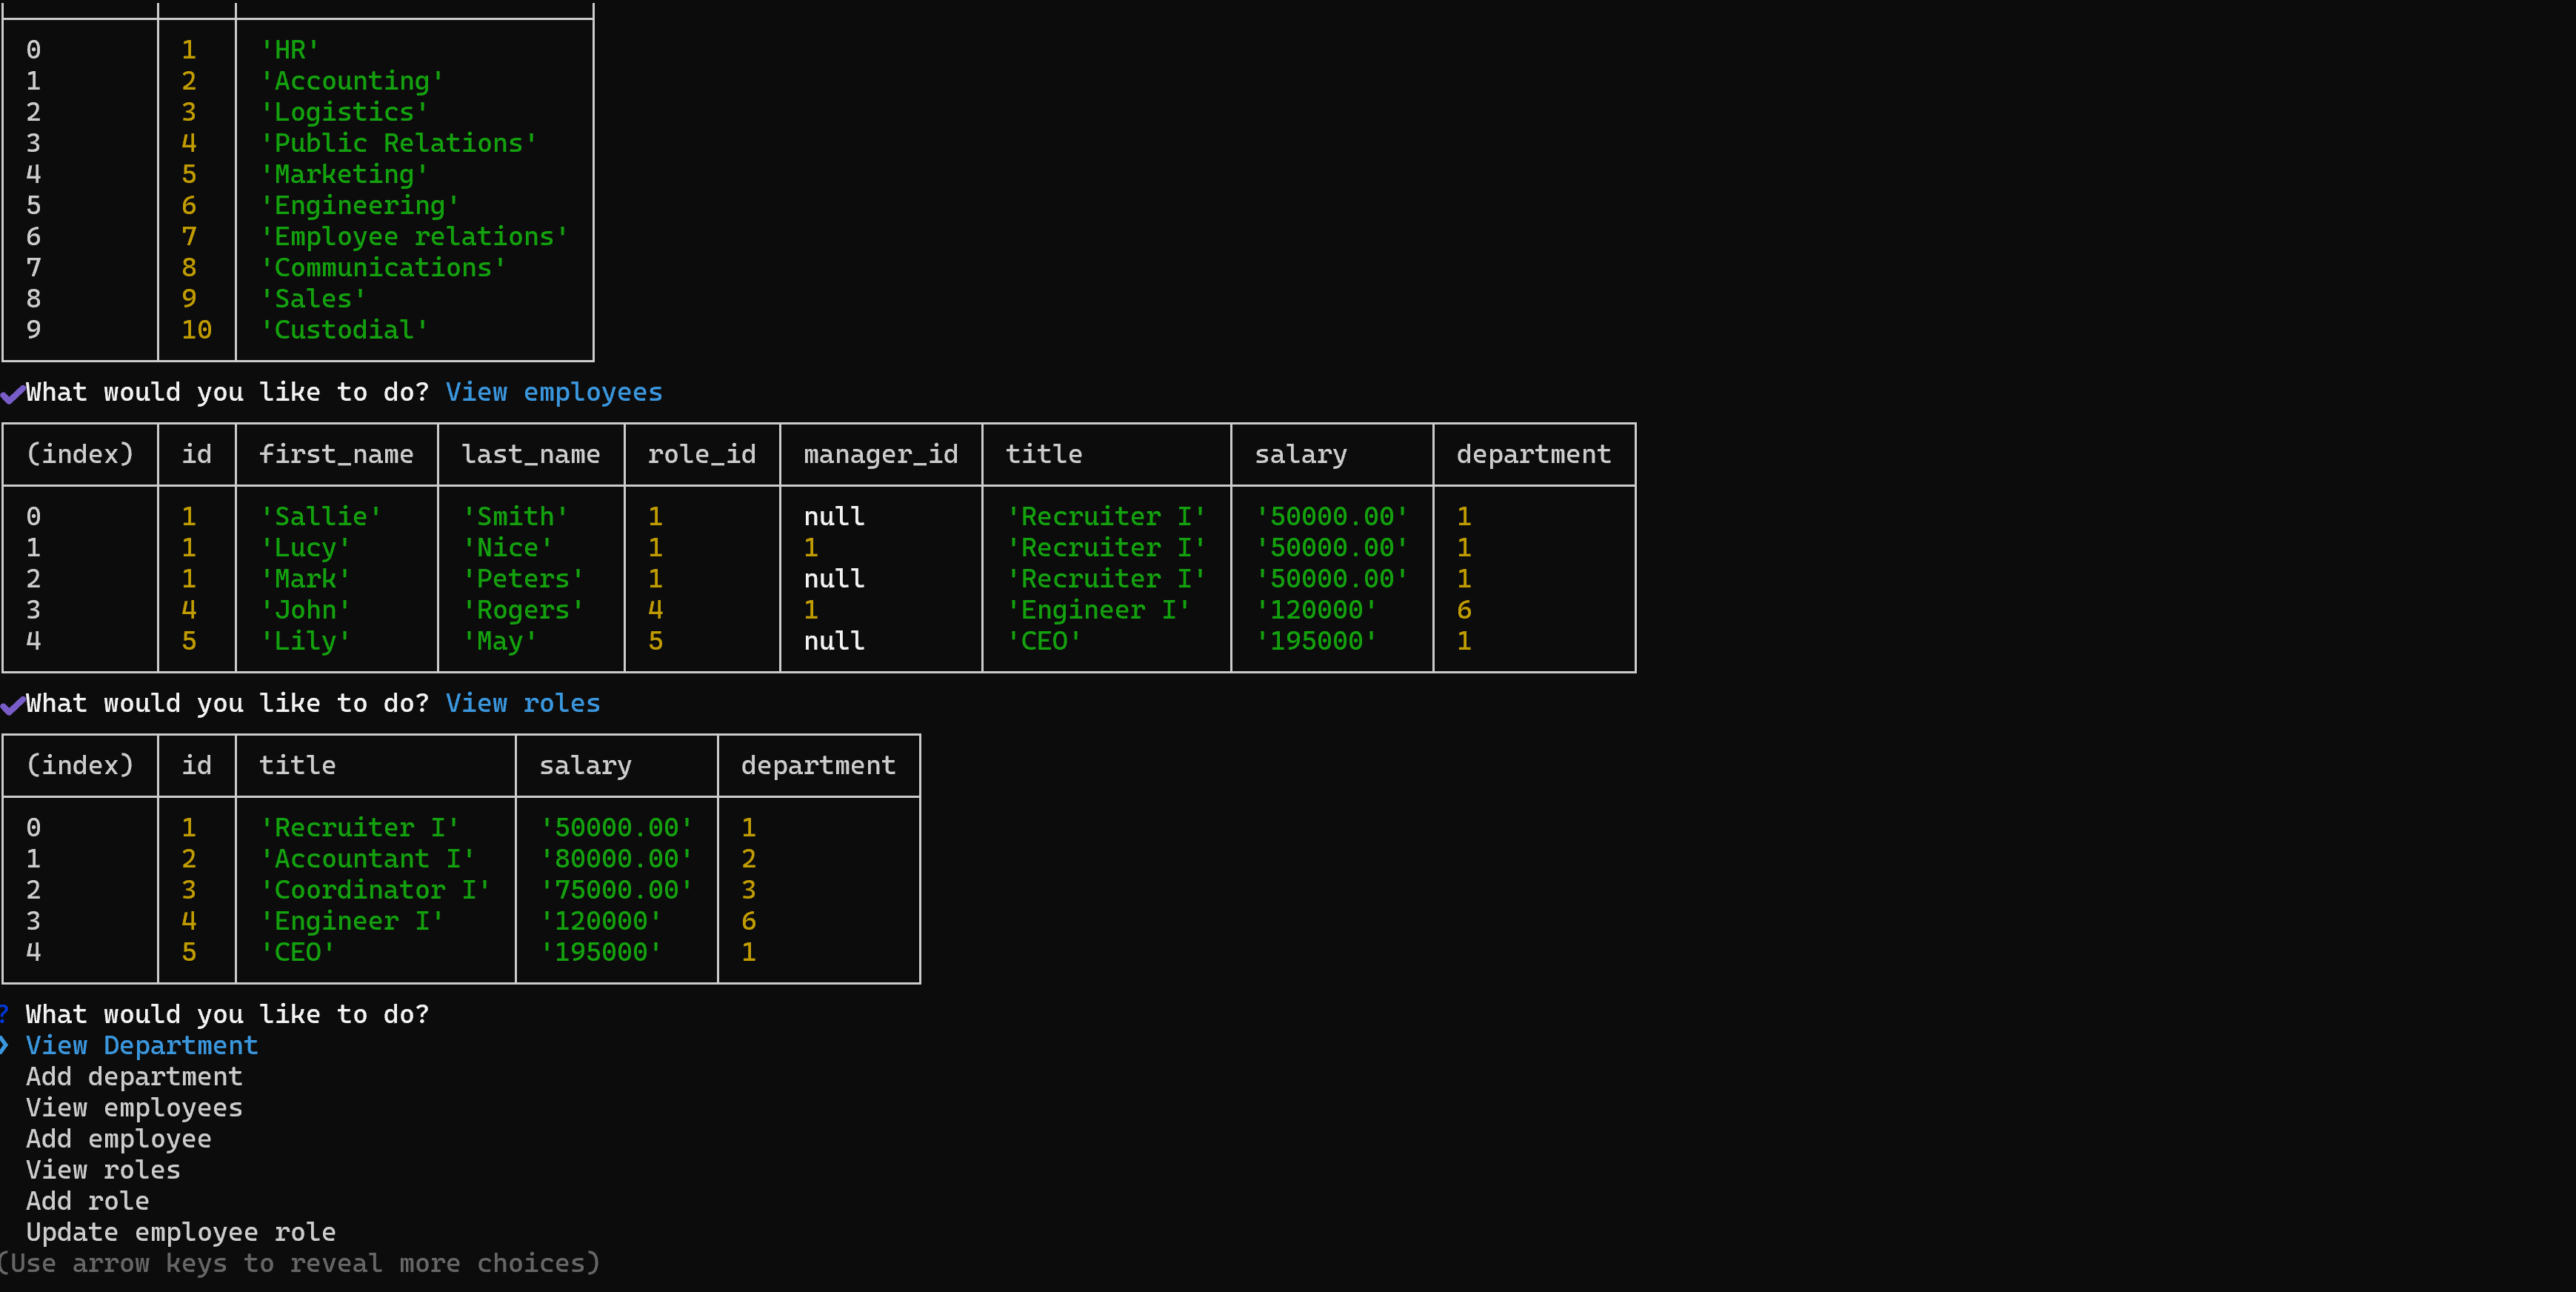 0 1 'HR'
1 2 'Accounting'
2 3 'Logistics'
3 4 'Public Relations'
4 5 'Marketing'
5 6 'Engineering'
6 7 'Employee relations'
7 8 'Communications'
8 9 'Sales'
9 10 'Custodial'
✔What would you like to do? View employees
(index) id first_name last_name role_id manager_id title salary department
0 1 'Sallie' 'Smith' 1 null 'Recruiter I' '50000.00' 1
1 1 'Lucy' 'Nice' 1 1 'Recruiter I' '50000.00' 1
2 1 'Mark' 'Peters' 1 null 'Recruiter I' '50000.00' 1
3 4 'John' 'Rogers' 4 1 'Engineer I' '120000' 6
4 5 'Lily' 'May' 5 null 'CEO' '195000' 1
✔What would you like to do? View roles
(index) id title salary department
0 1 'Recruiter I' '50000.00' 1
1 2 'Accountant I' '80000.00' 2
2 3 'Coordinator I' '75000.00' 3
3 4 'Engineer I' '120000' 6
4 5 'CEO' '195000' 1
? What would you like to do?
❯ View Department
Add department
View employees
Add employee
View roles
Add role
Update employee role
(Use arrow keys to reveal more choices)